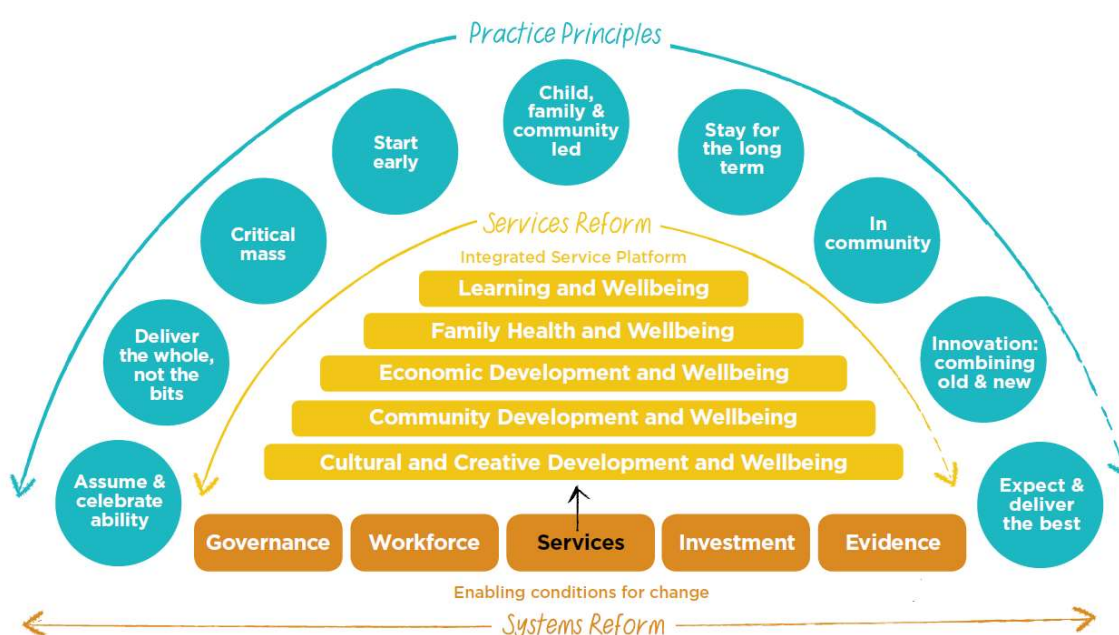 Practice Principles
Child,
family &
community
led
Start
early
Stay for
the long
term
Critical
mass
In
community
Deliver
the whole,
not the
bits
Innovation:
combining
old & new
Assume &
celebrate
ability
Expect &
deliver
the best
Services Reform
Integrated Service Platform
Learning and Wellbeing
Family Health and Wellbeing
Economic Development and Wellbeing
Community Development and Wellbeing
Cultural and Creative Development and Wellbeing
Governance
Workforce
Services
Investment
Evidence
Enabling conditions for change
Systems Reform